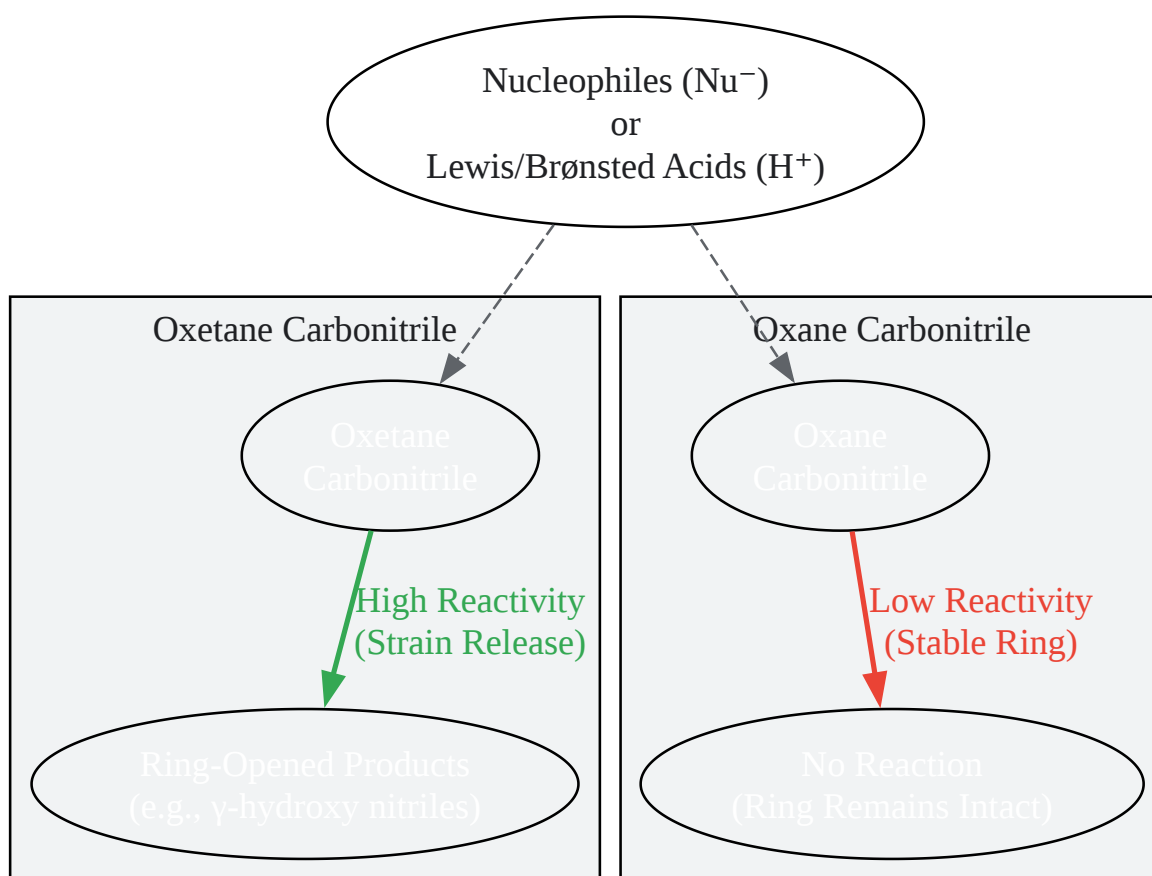 Nucleophiles (Nu⁻)
or
Lewis/Brønsted Acids (H⁺)
Oxetane Carbonitrile
Oxane Carbonitrile
Oxetane
Carbonitrile
Oxane
Carbonitrile
High Reactivity
(Strain Release)
Low Reactivity
(Stable Ring)
Ring-Opened Products
(e.g., γ-hydroxy nitriles)
No Reaction
(Ring Remains Intact)